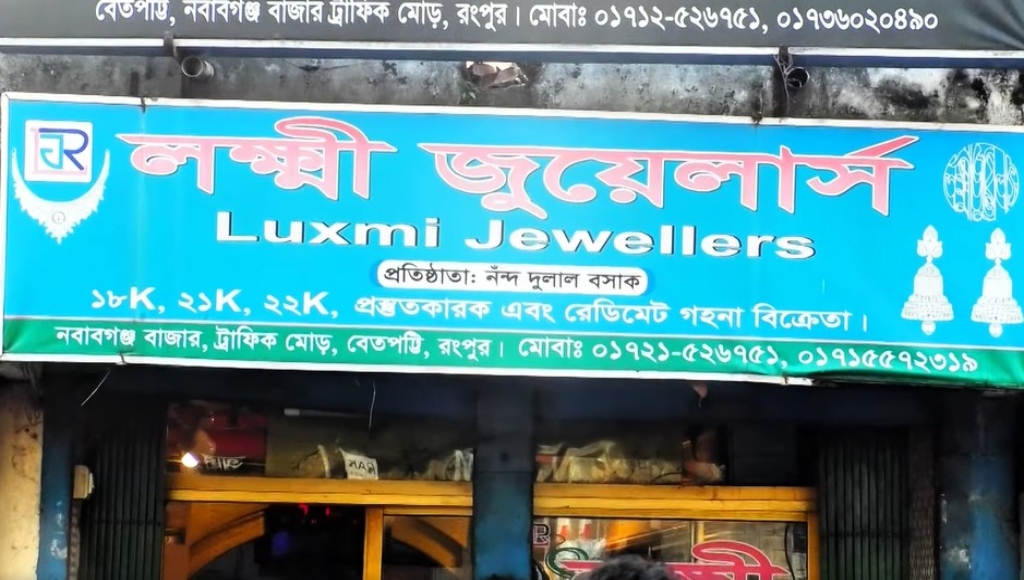 বেতপট্টি, নবাবগঞ্জ বাজার ট্রাফিক মোড়, রংপুর। মোবাঃ ০১৭১২-৫২৬৭৫১, ০১৭৩৬০২০৪৯০
লক্ষ্মী জুয়েলার্স
Luxmi Jewellers
প্রতিষ্ঠাতা: নঁন্দ দুলাল বসাক
১৮K, ২১K, ২২K, প্রস্তুতকারক এবং রেডিমেট গহনা বিক্রেতা।
নবাবগঞ্জ বাজার, ট্রাফিক মোড়, বেতপট্টি, রংপুর। মোবাঃ ০১৭২১-৫২৬৭৫১, ০১৭১৫৫৭২৩১৯